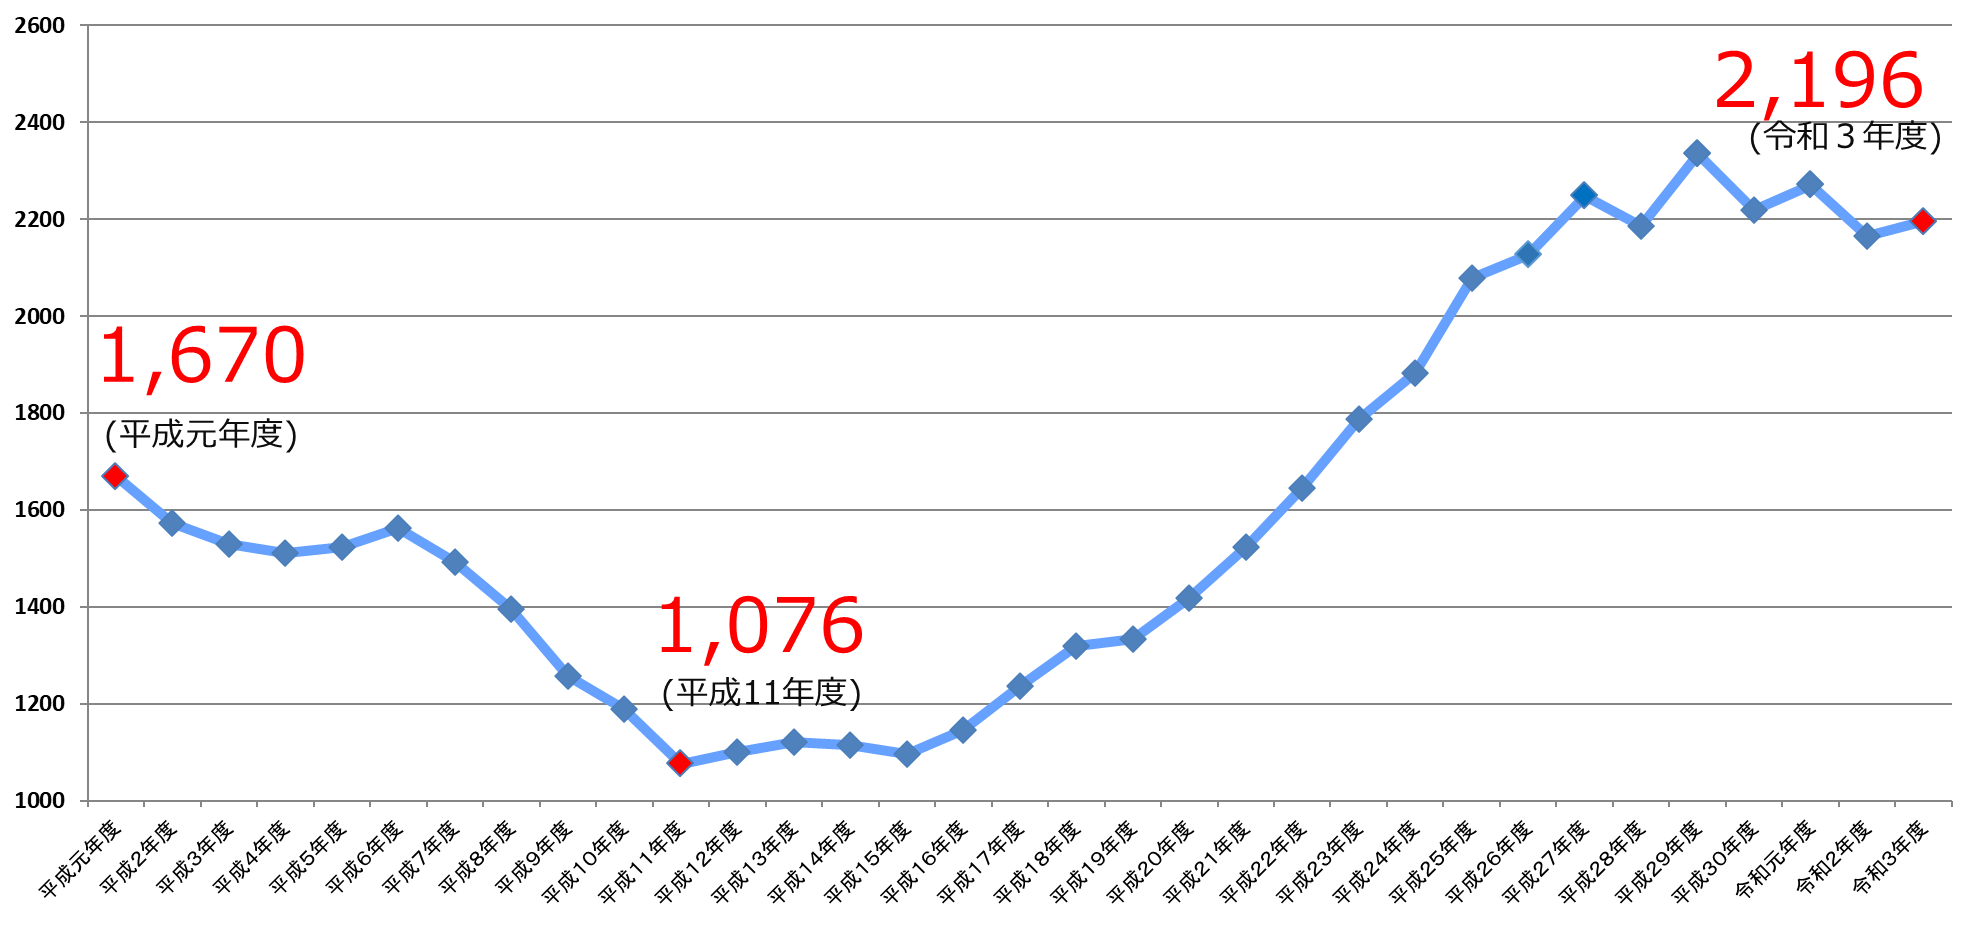 2600
2400
2200
2000
1800
1600
1400
1200
1000
1,670
(平成元年度)
1,076
(平成11年度)
2,196
(令和３年度)
平成元年度
平成2年度
平成3年度
平成4年度
平成5年度
平成6年度
平成7年度
平成8年度
平成9年度
平成10年度
平成11年度
平成12年度
平成13年度
平成14年度
平成15年度
平成16年度
平成17年度
平成18年度
平成19年度
平成20年度
平成21年度
平成22年度
平成23年度
平成24年度
平成25年度
平成26年度
平成27年度
平成28年度
平成29年度
平成30年度
令和元年度
令和2年度
令和3年度